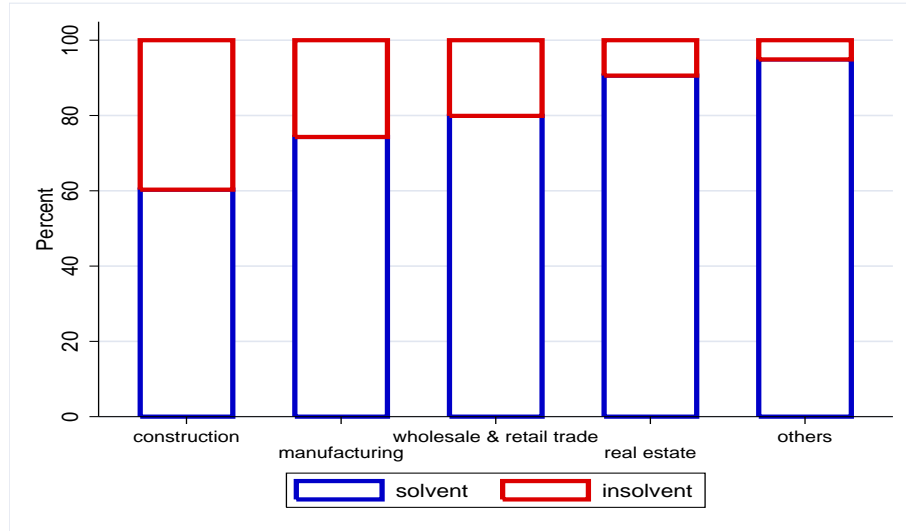 100
80
60
40
20
0
Percent
construction
manufacturing
wholesale & retail trade
real estate
others
solvent
insolvent